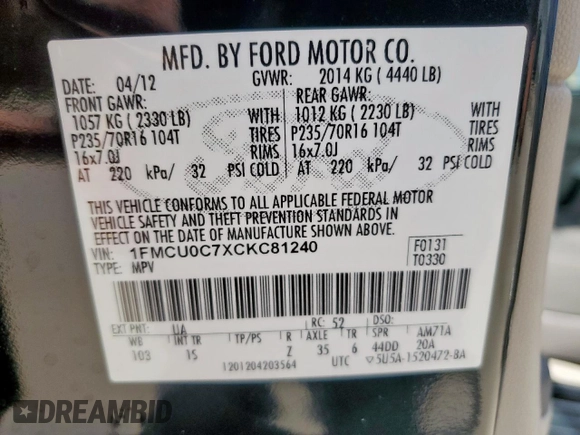 MFD. BY FORD MOTOR CO.
DATE: 04/12 GVWR: 2014 KG ( 4440 LB)
FRONT GAWR: REAR GAWR:
1057 KG ( 2330 LB) WITH 1012 KG ( 2230 LB) WITH
P235/70R16 104T TIRES P235/70R16 104T TIRES
16x7.0J RIMS 16x7.0J RIMS
AT 220 kPa/ 32 PSI COLD AT 220 kPa/ 32 PSI COLD
THIS VEHICLE CONFORMS TO ALL APPLICABLE FEDERAL MOTOR
VEHICLE SAFETY AND THEFT PREVENTION STANDARDS IN
EFFECT ON THE DATE OF MANUFACTURE SHOWN ABOVE.
VIN: 1FMCU0C7XCKC81240 F0131
TYPE: MPV T0330
EXT PNT: UA RC: 52 DSO:
WB INT TR TP/PS R AXLE TR SPR AM71A
103 15 Z 35 6 44DD 20A
1201204203564 UTC ▽5U5A-1520472-BA
DREAMBID